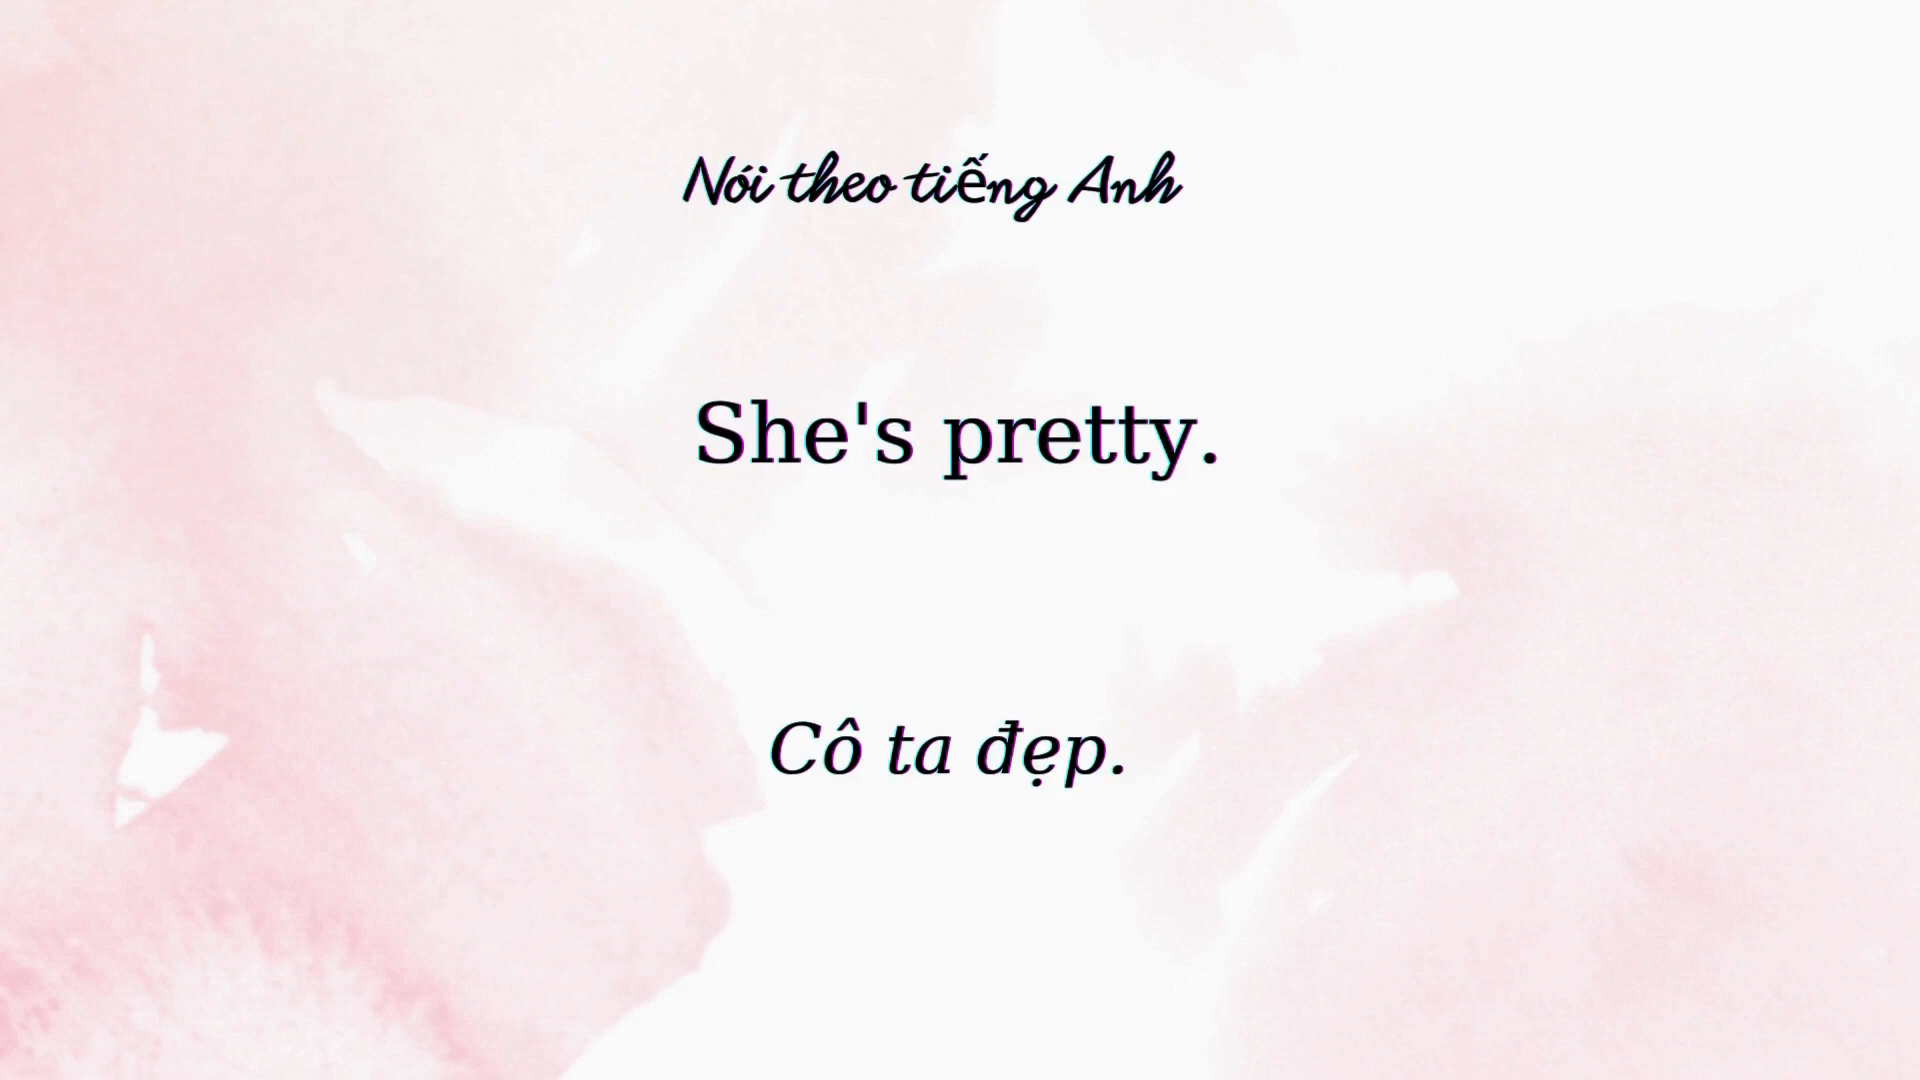 Nói theo tiếng Anh
She's pretty.
Cô ta đẹp.